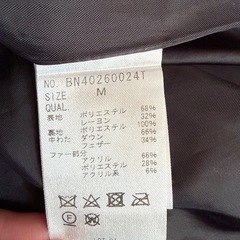 NO. BN40260024T
SIZE
M
QUAL.
表地 ポリエステル 68%
レーヨン 32%
裏地 ポリエステル 100%
中わた ダウン 66%
フェザー 34%
ファー部分
アクリル 66%
ポリエステル 28%
アクリル系 6%